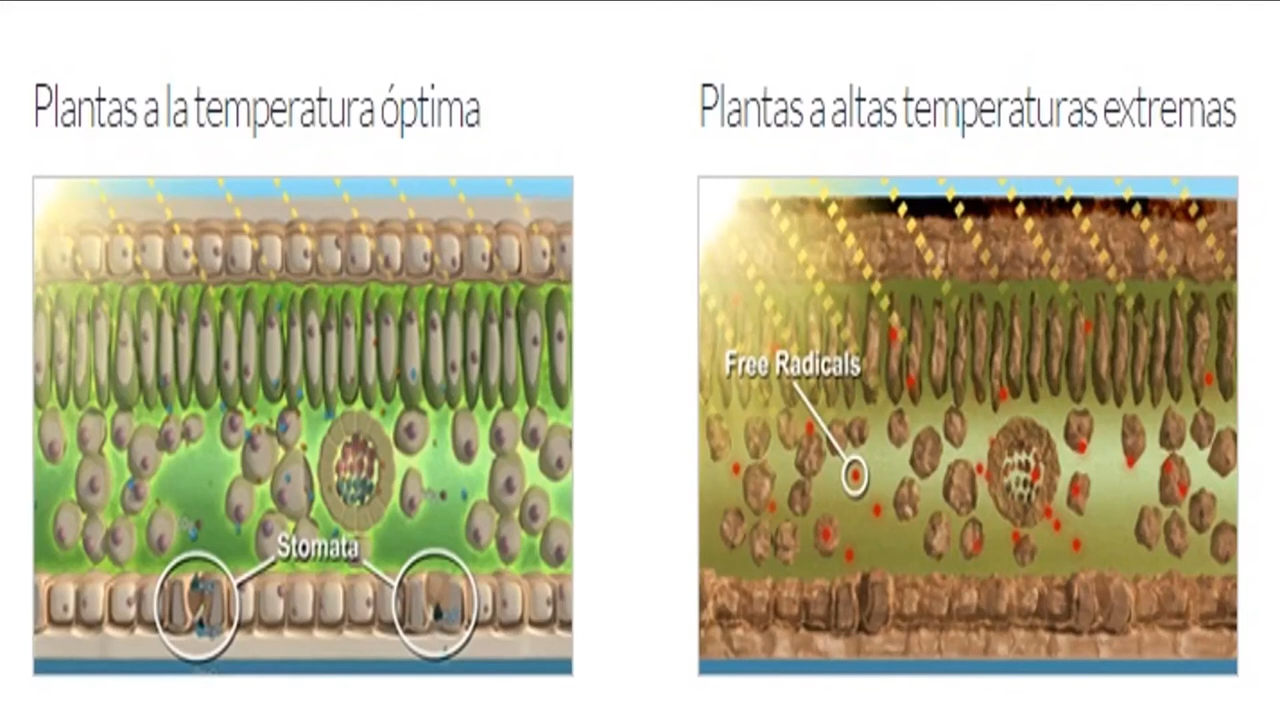 Plantas a la temperatura óptima
Plantas a altas temperaturas extremas
Stomata
Free Radicals